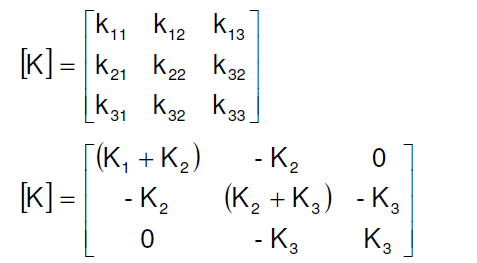 [K] = [k₁₁ k₁₂ k₁₃
k₂₁ k₂₂ k₃₂
k₃₁ k₃₂ k₃₃]
[K] = [(K₁ + K₂) - K₂ 0
- K₂ (K₂ + K₃) - K₃
0 - K₃ K₃]